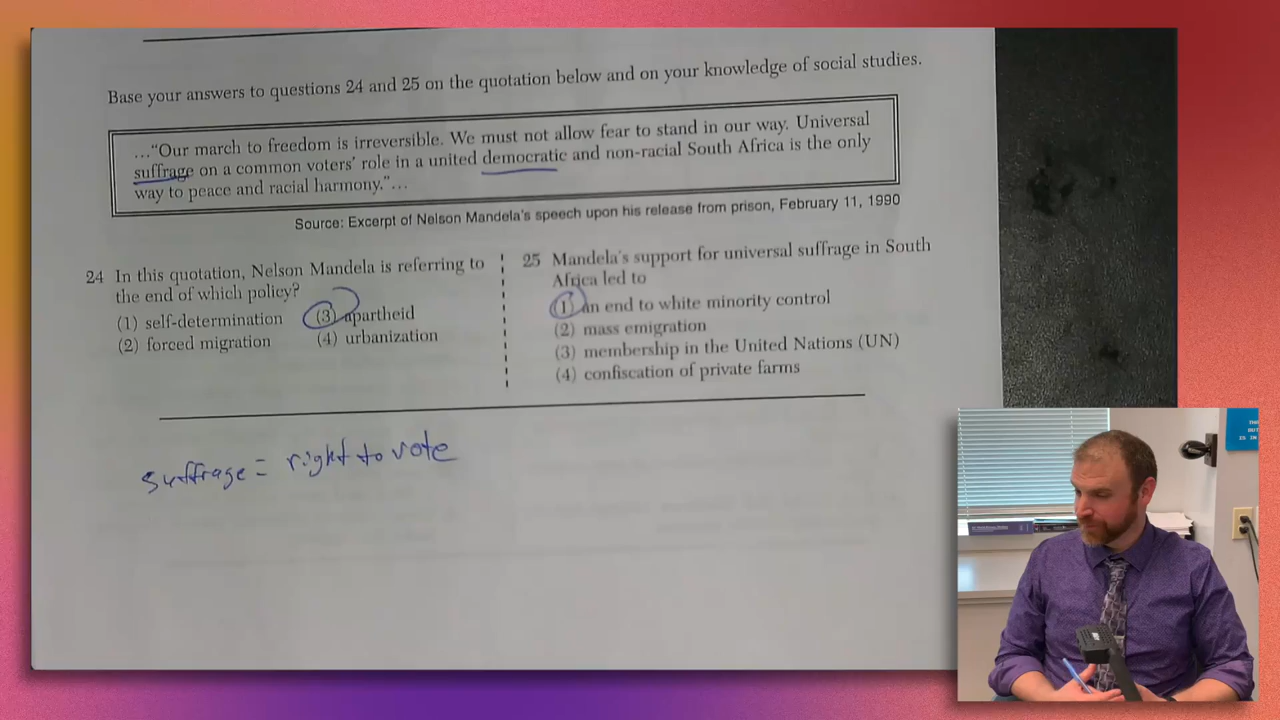 Base your answers to questions 24 and 25 on the quotation below and on your knowledge of social studies.
…“Our march to freedom is irreversible. We must not allow fear to stand in our way. Universal
suffrage on a common voters’ role in a united democratic and non-racial South Africa is the only
way to peace and racial harmony.”…
Source: Excerpt of Nelson Mandela’s speech upon his release from prison, February 11, 1990
24 In this quotation, Nelson Mandela is referring to
the end of which policy?
(1) self-determination (3) apartheid
(2) forced migration (4) urbanization
25 Mandela’s support for universal suffrage in South
Africa led to
(1) an end to white minority control
(2) mass emigration
(3) membership in the United Nations (UN)
(4) confiscation of private farms
suffrage = right to vote
IS IN